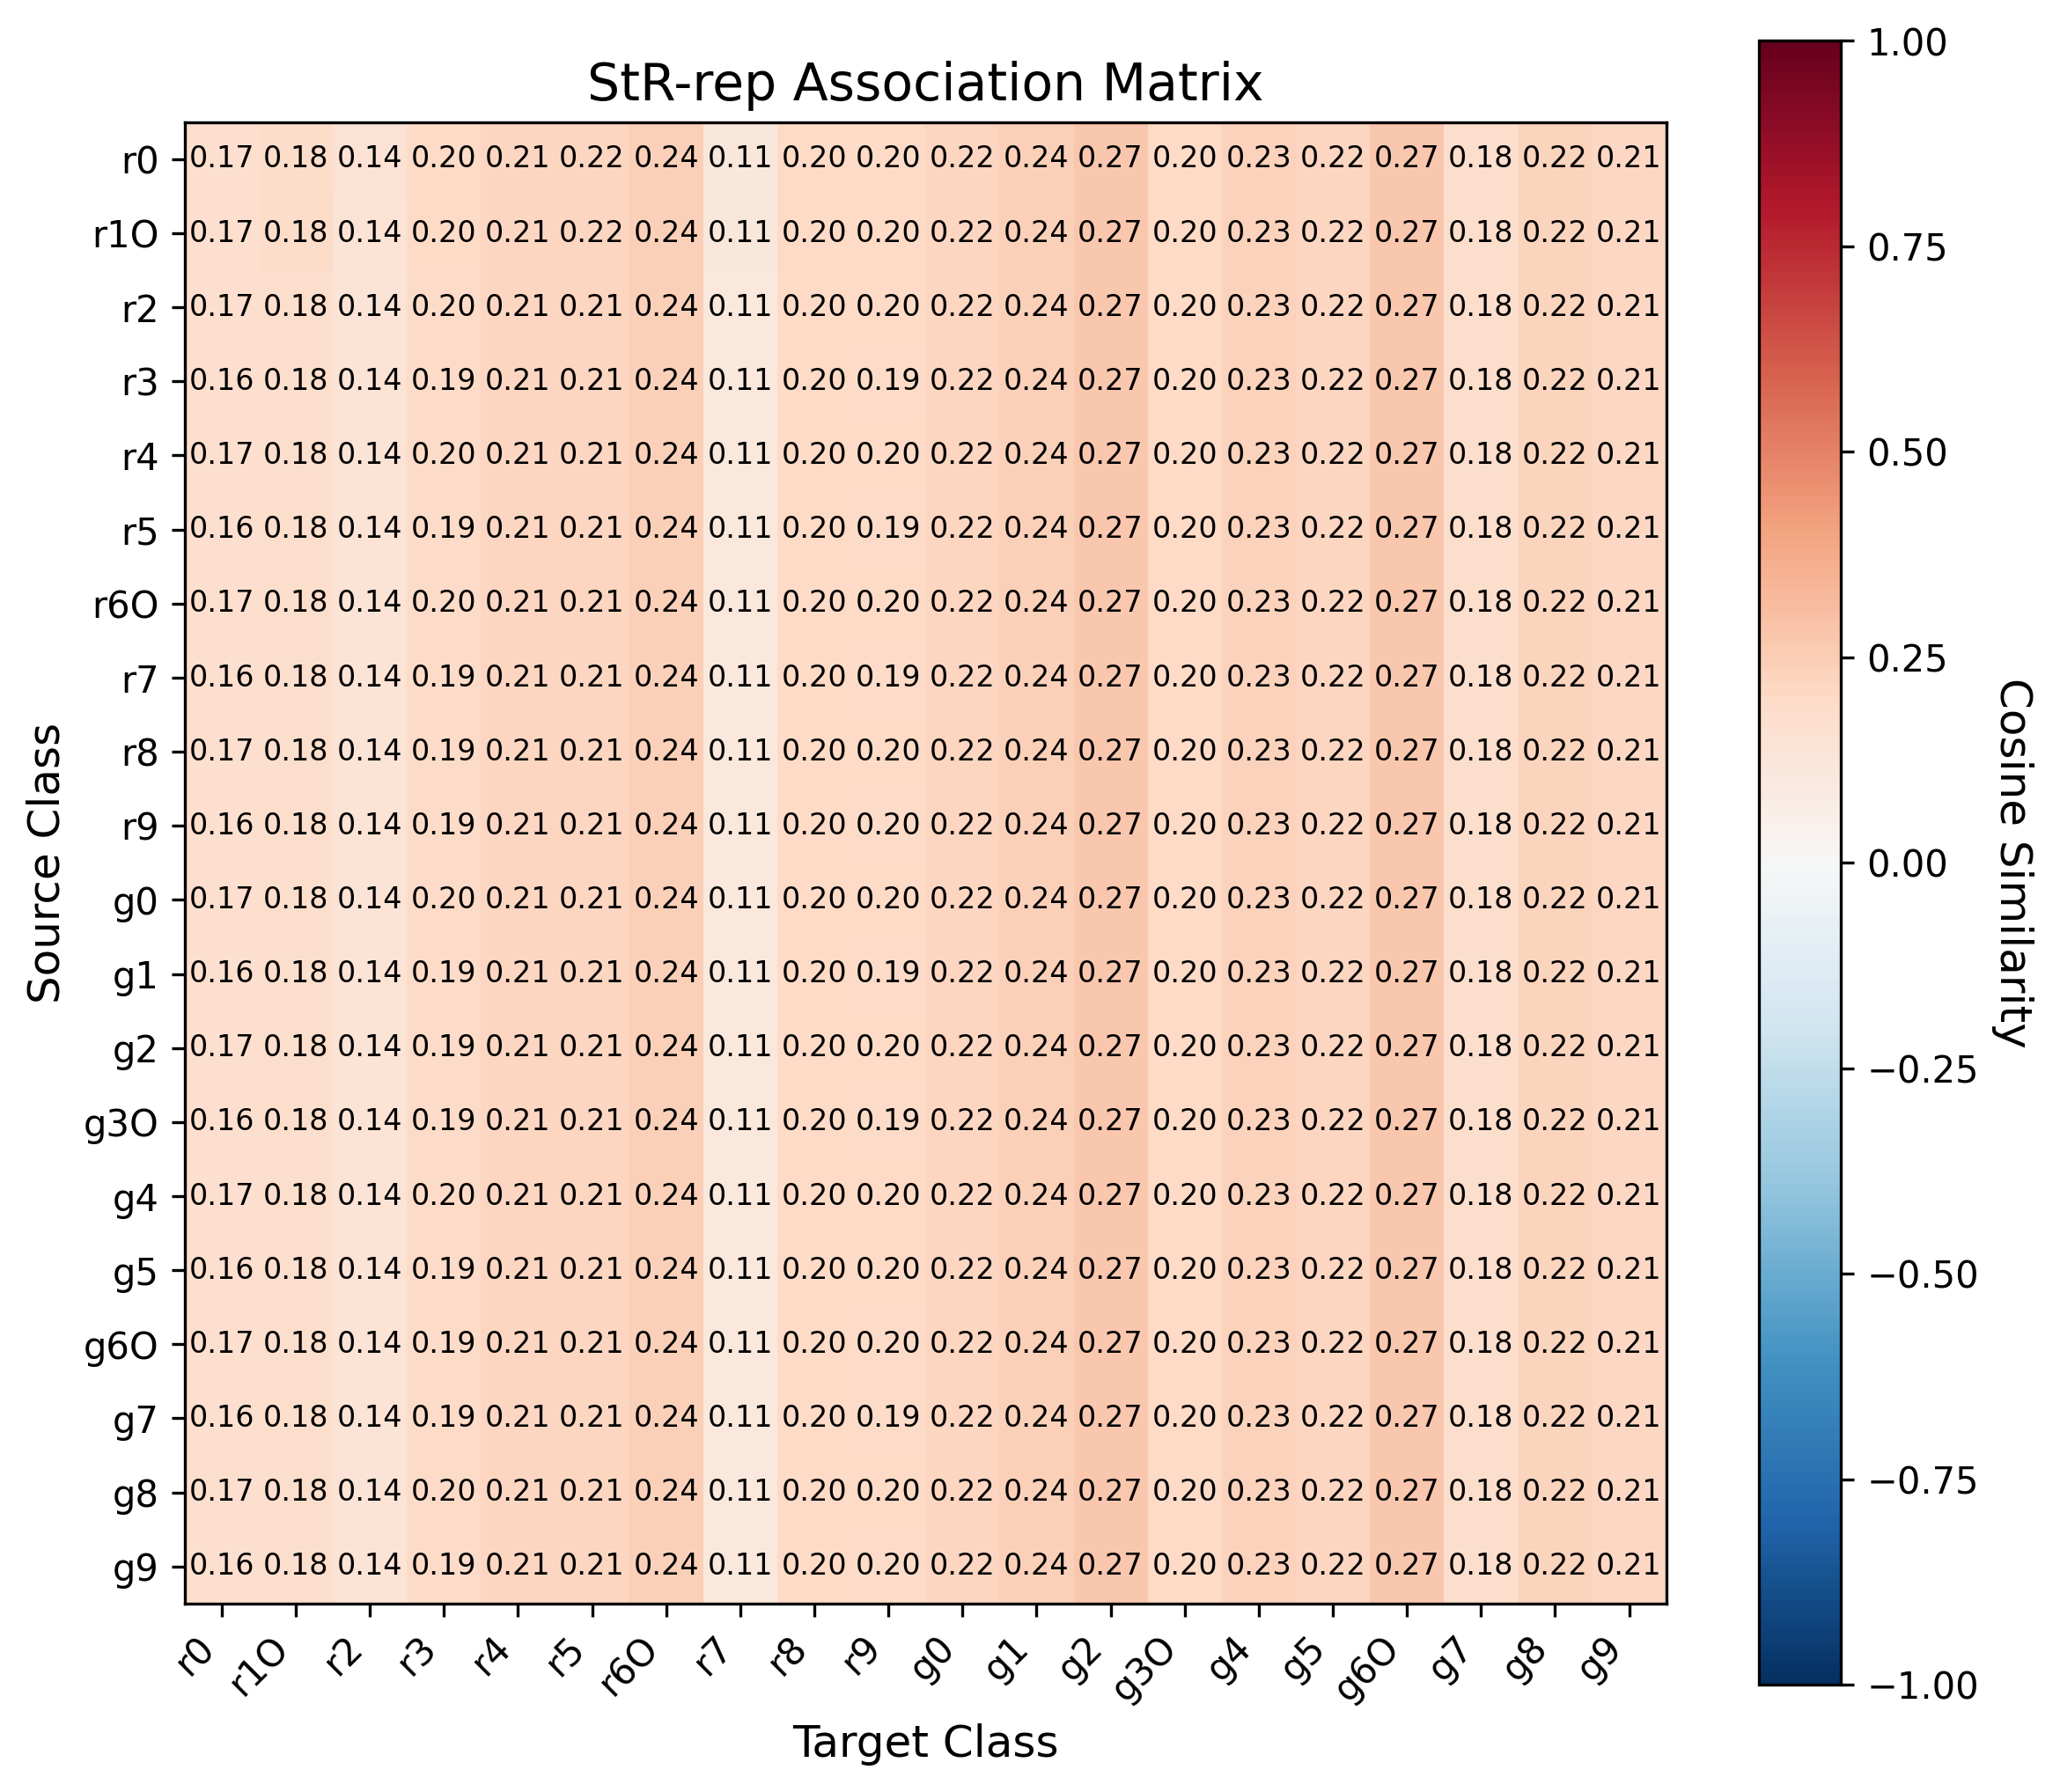 StR-rep Association Matrix
r0 0.17 0.18 0.14 0.20 0.21 0.22 0.24 0.11 0.20 0.20 0.22 0.24 0.27 0.20 0.23 0.22 0.27 0.18 0.22 0.21
r1O 0.17 0.18 0.14 0.20 0.21 0.22 0.24 0.11 0.20 0.20 0.22 0.24 0.27 0.20 0.23 0.22 0.27 0.18 0.22 0.21
r2 0.17 0.18 0.14 0.20 0.21 0.21 0.24 0.11 0.20 0.20 0.22 0.24 0.27 0.20 0.23 0.22 0.27 0.18 0.22 0.21
r3 0.16 0.18 0.14 0.19 0.21 0.21 0.24 0.11 0.20 0.19 0.22 0.24 0.27 0.20 0.23 0.22 0.27 0.18 0.22 0.21
r4 0.17 0.18 0.14 0.20 0.21 0.21 0.24 0.11 0.20 0.20 0.22 0.24 0.27 0.20 0.23 0.22 0.27 0.18 0.22 0.21
r5 0.16 0.18 0.14 0.19 0.21 0.21 0.24 0.11 0.20 0.19 0.22 0.24 0.27 0.20 0.23 0.22 0.27 0.18 0.22 0.21
r6O 0.17 0.18 0.14 0.20 0.21 0.21 0.24 0.11 0.20 0.20 0.22 0.24 0.27 0.20 0.23 0.22 0.27 0.18 0.22 0.21
r7 0.16 0.18 0.14 0.19 0.21 0.21 0.24 0.11 0.20 0.19 0.22 0.24 0.27 0.20 0.23 0.22 0.27 0.18 0.22 0.21
r8 0.17 0.18 0.14 0.19 0.21 0.21 0.24 0.11 0.20 0.20 0.22 0.24 0.27 0.20 0.23 0.22 0.27 0.18 0.22 0.21
r9 0.16 0.18 0.14 0.19 0.21 0.21 0.24 0.11 0.20 0.20 0.22 0.24 0.27 0.20 0.23 0.22 0.27 0.18 0.22 0.21
g0 0.17 0.18 0.14 0.20 0.21 0.21 0.24 0.11 0.20 0.20 0.22 0.24 0.27 0.20 0.23 0.22 0.27 0.18 0.22 0.21
g1 0.16 0.18 0.14 0.19 0.21 0.21 0.24 0.11 0.20 0.19 0.22 0.24 0.27 0.20 0.23 0.22 0.27 0.18 0.22 0.21
g2 0.17 0.18 0.14 0.19 0.21 0.21 0.24 0.11 0.20 0.20 0.22 0.24 0.27 0.20 0.23 0.22 0.27 0.18 0.22 0.21
g3O 0.16 0.18 0.14 0.19 0.21 0.21 0.24 0.11 0.20 0.19 0.22 0.24 0.27 0.20 0.23 0.22 0.27 0.18 0.22 0.21
g4 0.17 0.18 0.14 0.20 0.21 0.21 0.24 0.11 0.20 0.20 0.22 0.24 0.27 0.20 0.23 0.22 0.27 0.18 0.22 0.21
g5 0.16 0.18 0.14 0.19 0.21 0.21 0.24 0.11 0.20 0.20 0.22 0.24 0.27 0.20 0.23 0.22 0.27 0.18 0.22 0.21
g6O 0.17 0.18 0.14 0.19 0.21 0.21 0.24 0.11 0.20 0.20 0.22 0.24 0.27 0.20 0.23 0.22 0.27 0.18 0.22 0.21
g7 0.16 0.18 0.14 0.19 0.21 0.21 0.24 0.11 0.20 0.19 0.22 0.24 0.27 0.20 0.23 0.22 0.27 0.18 0.22 0.21
g8 0.17 0.18 0.14 0.20 0.21 0.21 0.24 0.11 0.20 0.20 0.22 0.24 0.27 0.20 0.23 0.22 0.27 0.18 0.22 0.21
g9 0.16 0.18 0.14 0.19 0.21 0.21 0.24 0.11 0.20 0.20 0.22 0.24 0.27 0.20 0.23 0.22 0.27 0.18 0.22 0.21
r0 r1O r2 r3 r4 r5 r6O r7 r8 r9 g0 g1 g2 g3O g4 g5 g6O g7 g8 g9
Target Class
Source Class
1.00
0.75
0.50
0.25
0.00
−0.25
−0.50
−0.75
−1.00
Cosine Similarity